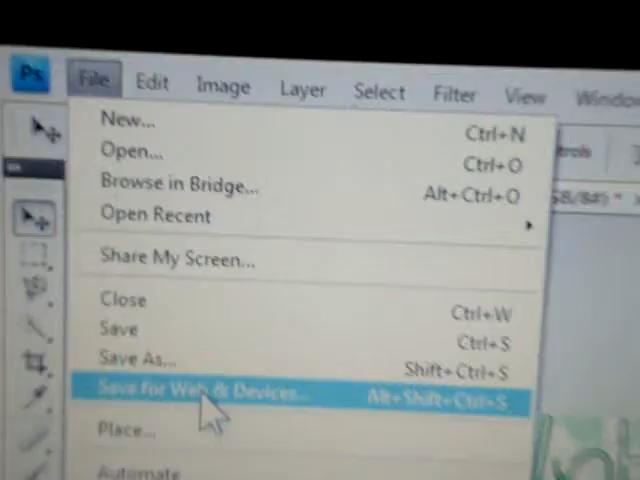 Ps File Edit Image Layer Select Filter View Window
New... Ctrl+N
Open... Ctrl+O
Browse in Bridge... Alt+Ctrl+O
Open Recent
Share My Screen...
Close Ctrl+W
Save Ctrl+S
Save As... Shift+Ctrl+S
Save for Web & Devices... Alt+Shift+Ctrl+S
Place...
Automate